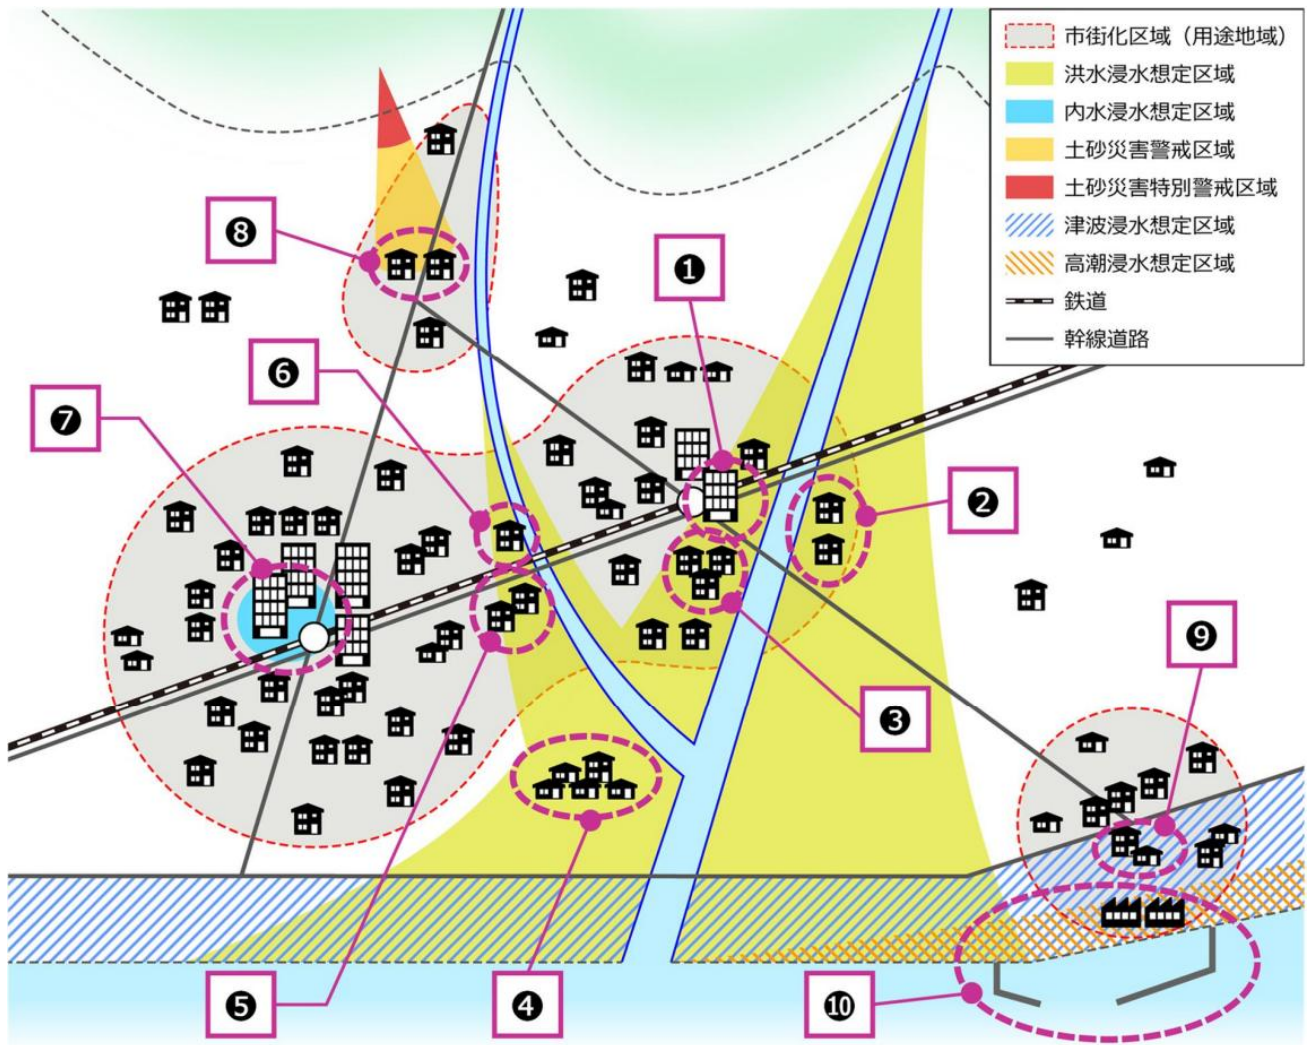 市街化区域（用途地域）
洪水浸水想定区域
内水浸水想定区域
土砂災害警戒区域
土砂災害特別警戒区域
津波浸水想定区域
高潮浸水想定区域
鉄道
幹線道路
❽
❶
❻
❼
❷
❾
❸
❺
❹
❿